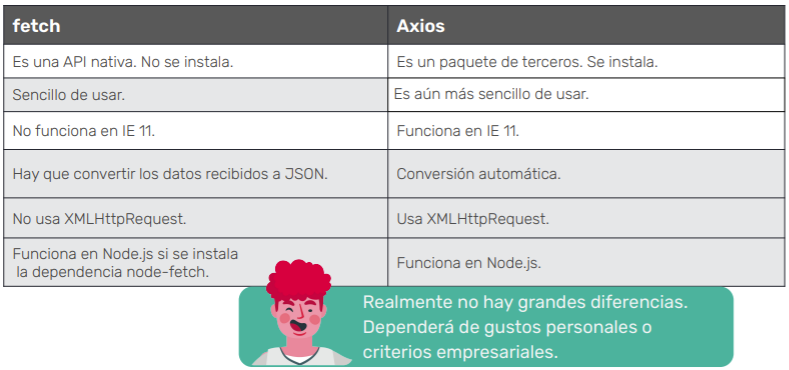 fetch
Axios
Es una API nativa. No se instala.
Es un paquete de terceros. Se instala.
Sencillo de usar.
Es aún más sencillo de usar.
No funciona en IE 11.
Funciona en IE 11.
Hay que convertir los datos recibidos a JSON.
Conversión automática.
No usa XMLHttpRequest.
Usa XMLHttpRequest.
Funciona en Node.js si se instala
la dependencia node-fetch.
Funciona en Node.js.
Realmente no hay grandes diferencias.
Dependerá de gustos personales o
criterios empresariales.